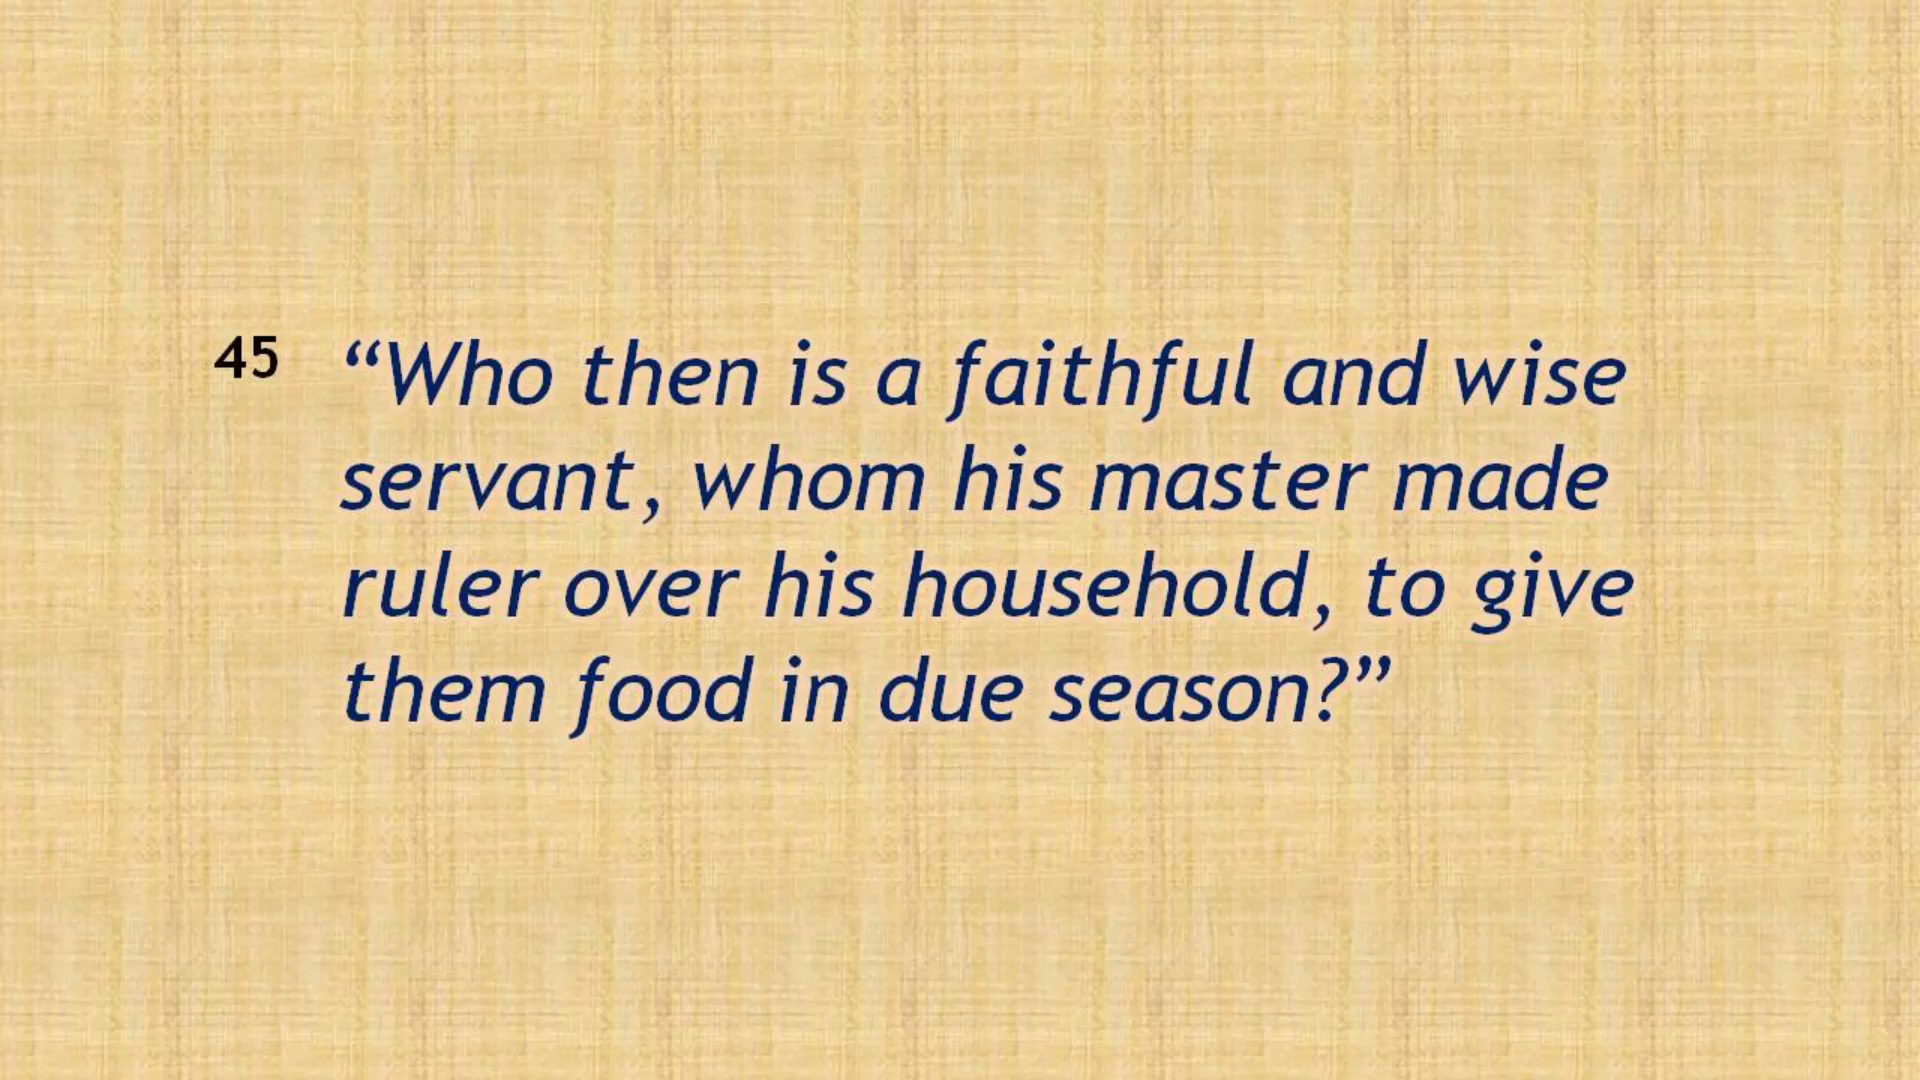 45 “Who then is a faithful and wise
servant, whom his master made
ruler over his household, to give
them food in due season?”